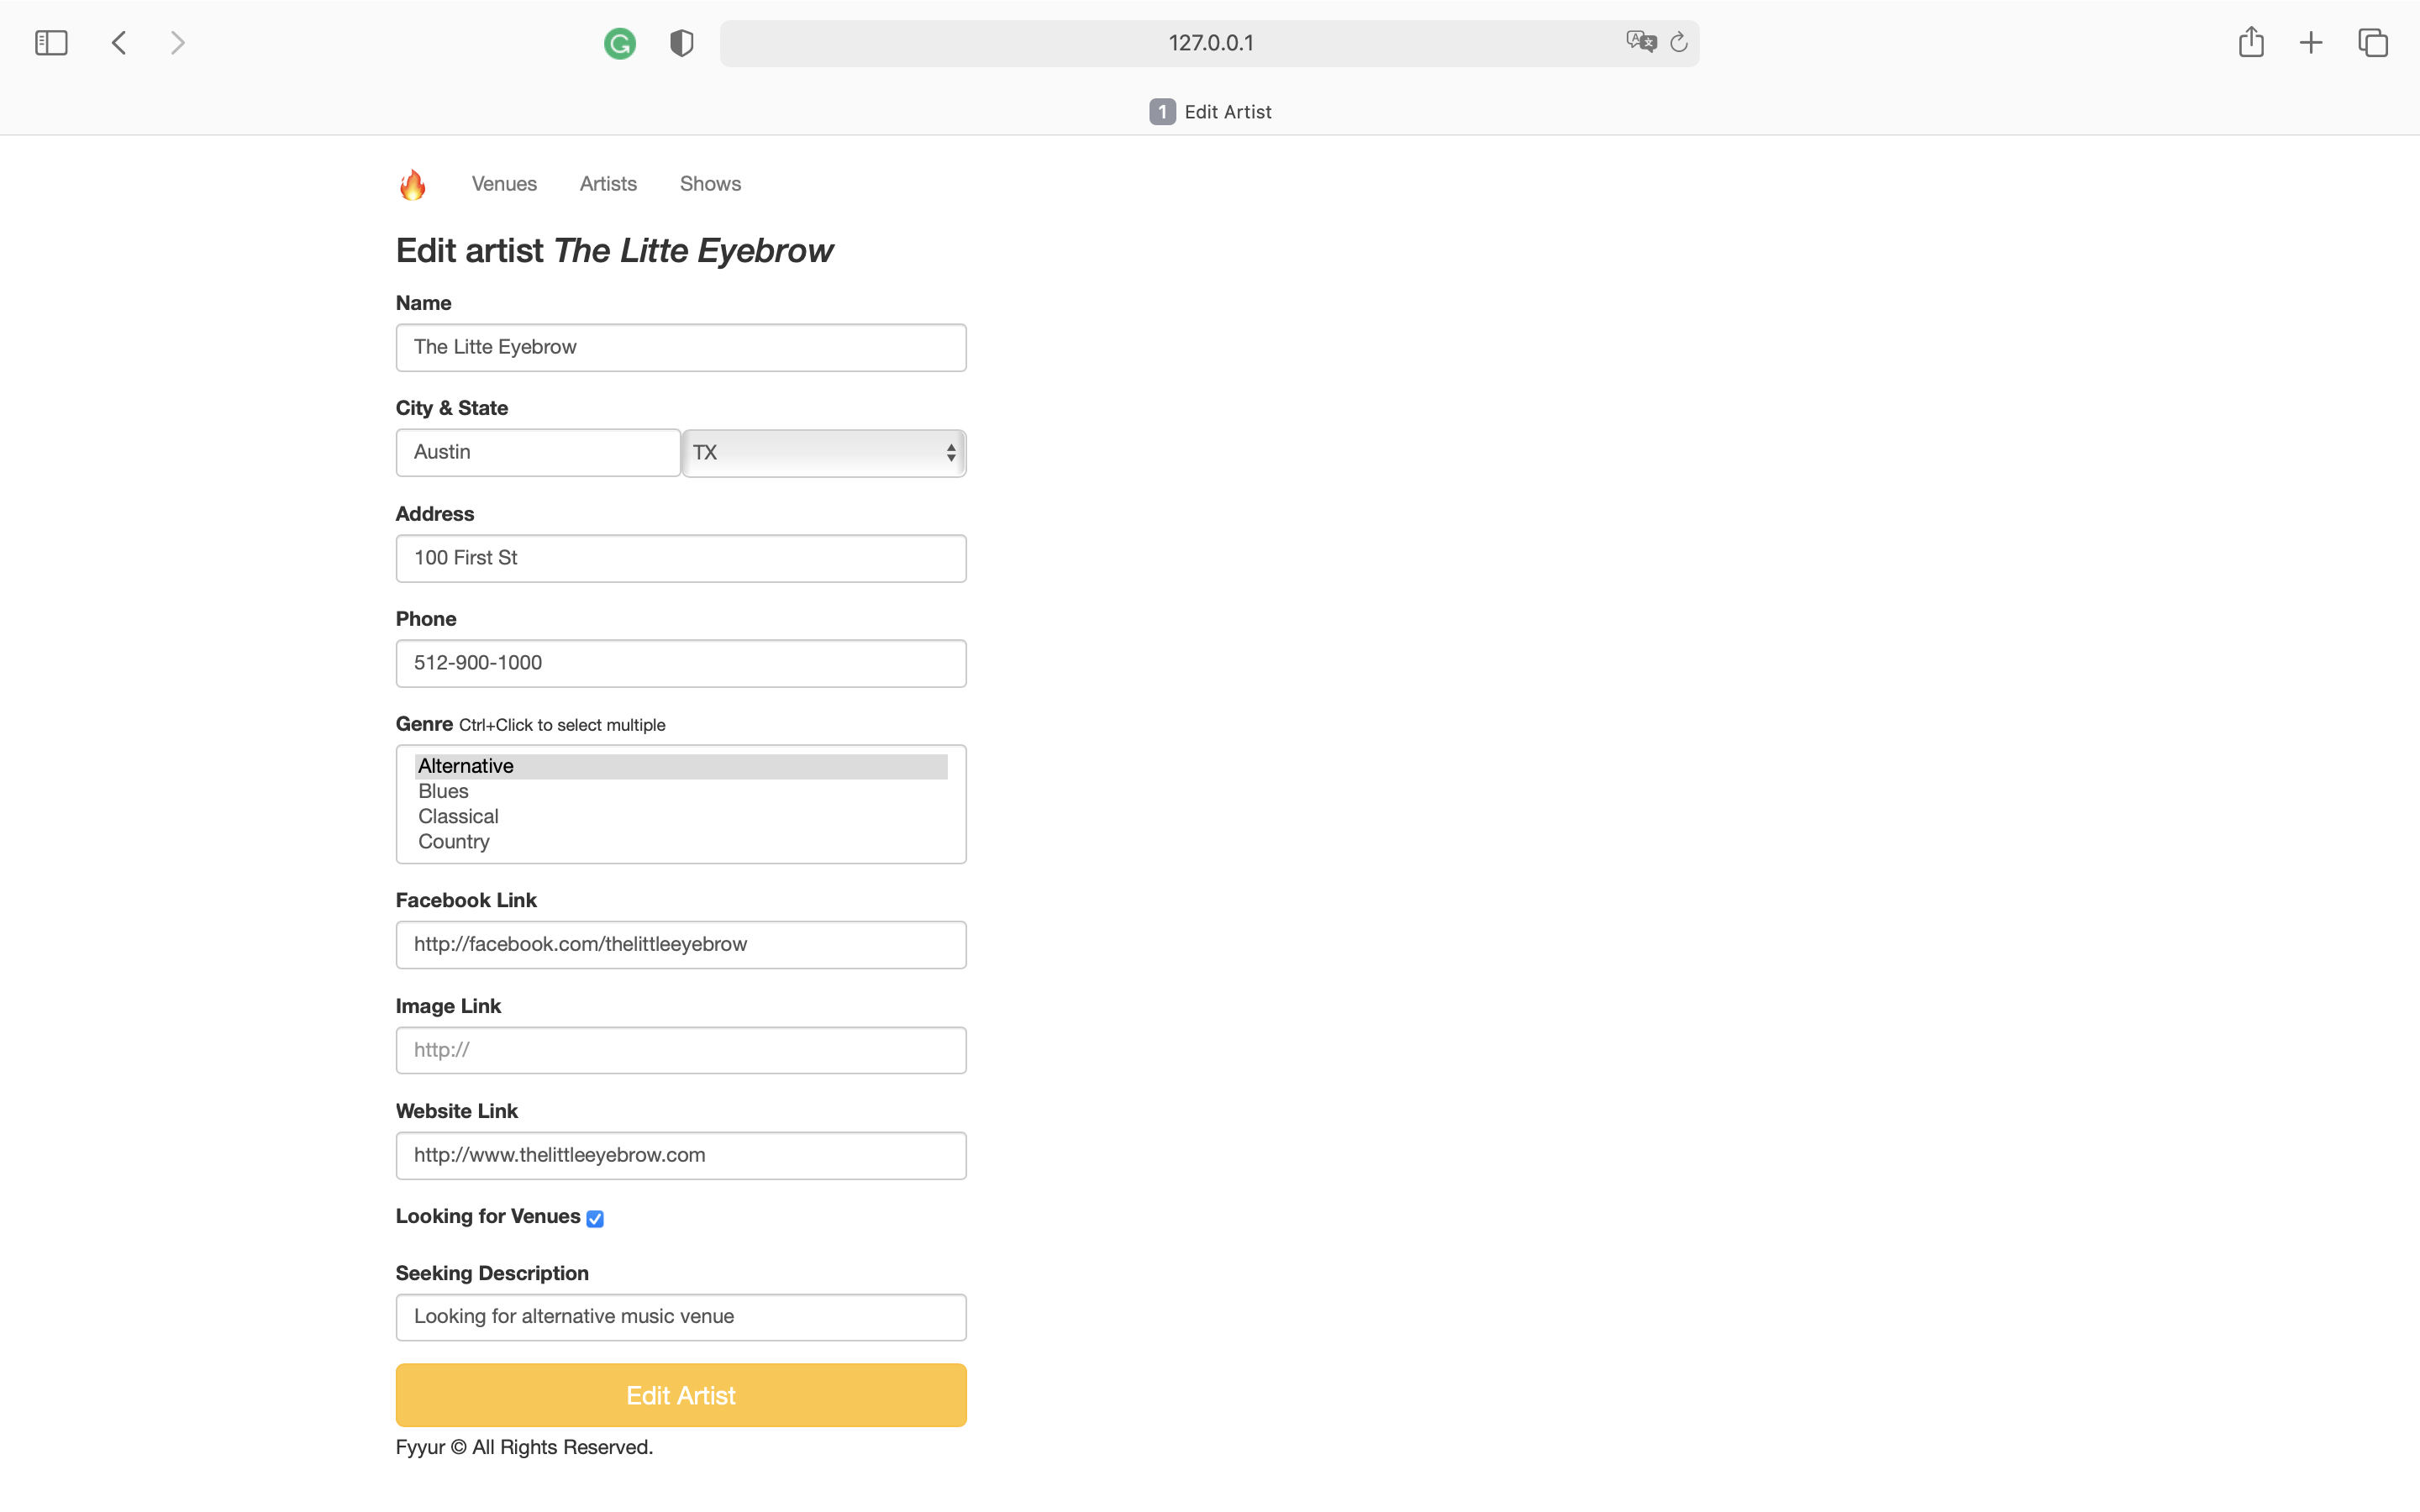 127.0.0.1
1 Edit Artist
Venues Artists Shows
Edit artist The Litte Eyebrow
Name
The Litte Eyebrow
City & State
Austin TX
Address
100 First St
Phone
512-900-1000
Genre Ctrl+Click to select multiple
Alternative
Blues
Classical
Country
Facebook Link
http://facebook.com/thelittleeyebrow
Image Link
http://
Website Link
http://www.thelittleeyebrow.com
Looking for Venues
Seeking Description
Looking for alternative music venue
Edit Artist
Fyyur © All Rights Reserved.